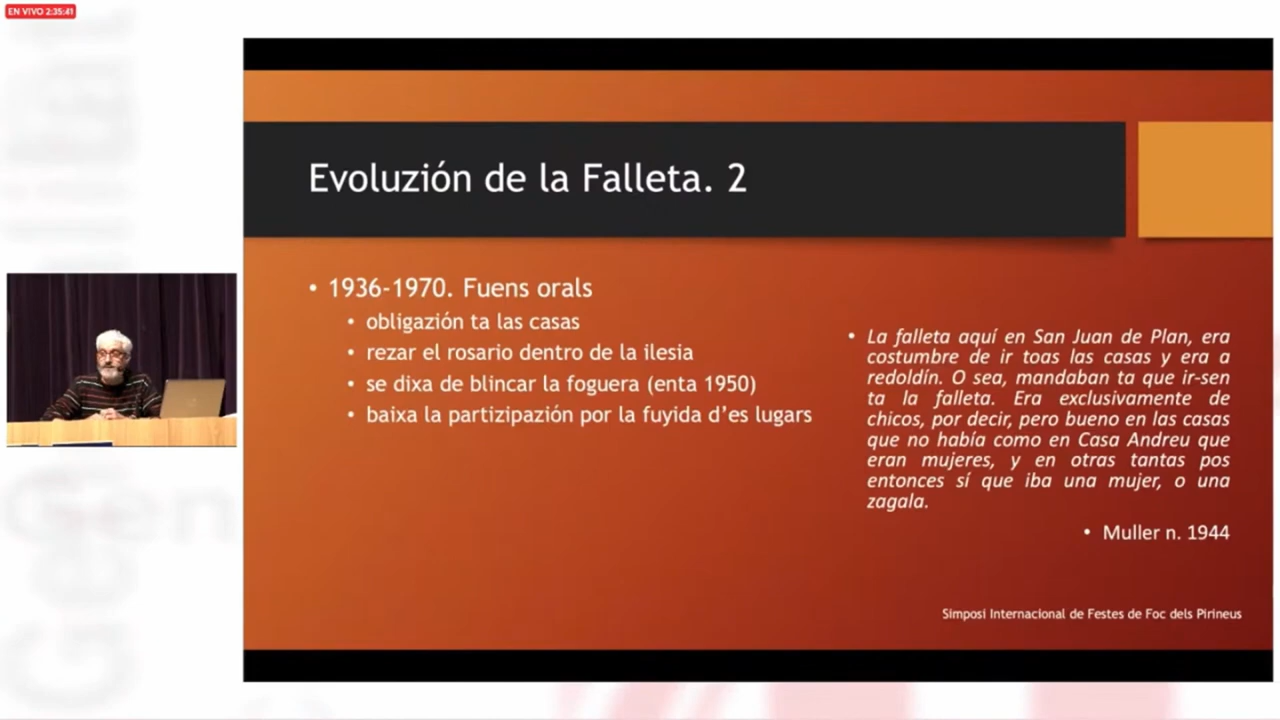 EN VIVO 2:35:41
Evoluzión de la Falleta. 2
• 1936-1970. Fuens orals
• obligazión ta las casas
• rezar el rosario dentro de la ilesia
• se dixa de blincar la foguera (enta 1950)
• baixa la partizipazión por la fuyida d'es lugars
• La falleta aquí en San Juan de Plan, era
costumbre de ir toas las casas y era a
redoldín. O sea, mandaban ta que ir-sen
ta la falleta. Era exclusivamente de
chicos, por decir, pero bueno en las casas
que no había como en Casa Andreu que
eran mujeres, y en otras tantas pos
entonces sí que iba una mujer, o una
zagala.
• Muller n. 1944
Simposi Internacional de Festes de Foc dels Pirineus